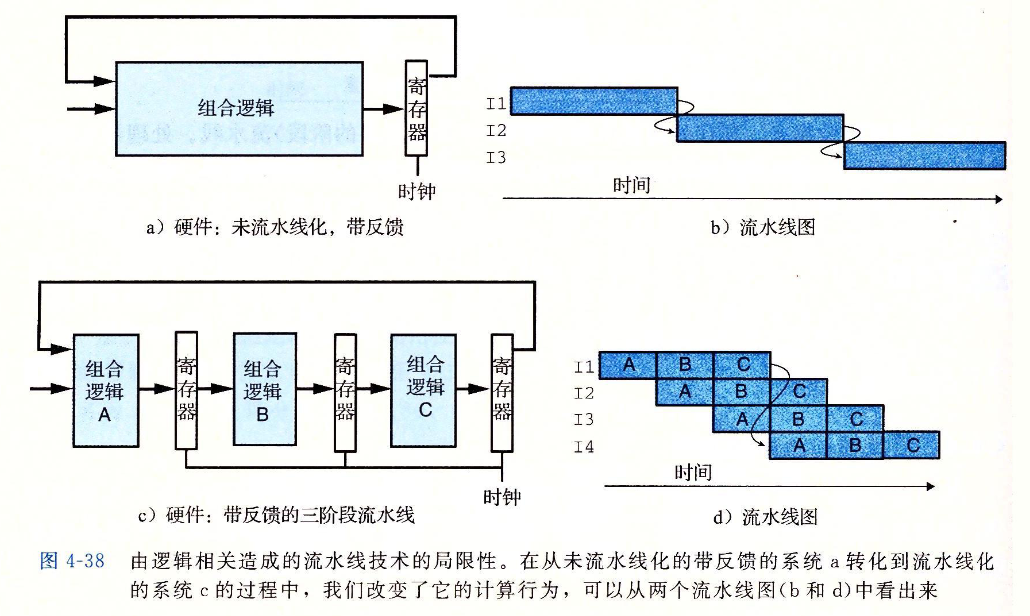 组合逻辑
寄存器
时钟
a）硬件：未流水线化，带反馈
I1
I2
I3
时间
b）流水线图
组合逻辑A
寄存器
组合逻辑B
寄存器
组合逻辑C
寄存器
时钟
c）硬件：带反馈的三阶段流水线
I1 A B C
I2 A B C
I3 A B C
I4 A B C
时间
d）流水线图
图 4-38 由逻辑相关造成的流水线技术的局限性。在从未流水线化的带反馈的系统 a 转化到流水线化
的系统 c 的过程中，我们改变了它的计算行为，可以从两个流水线图(b 和 d)中看出来